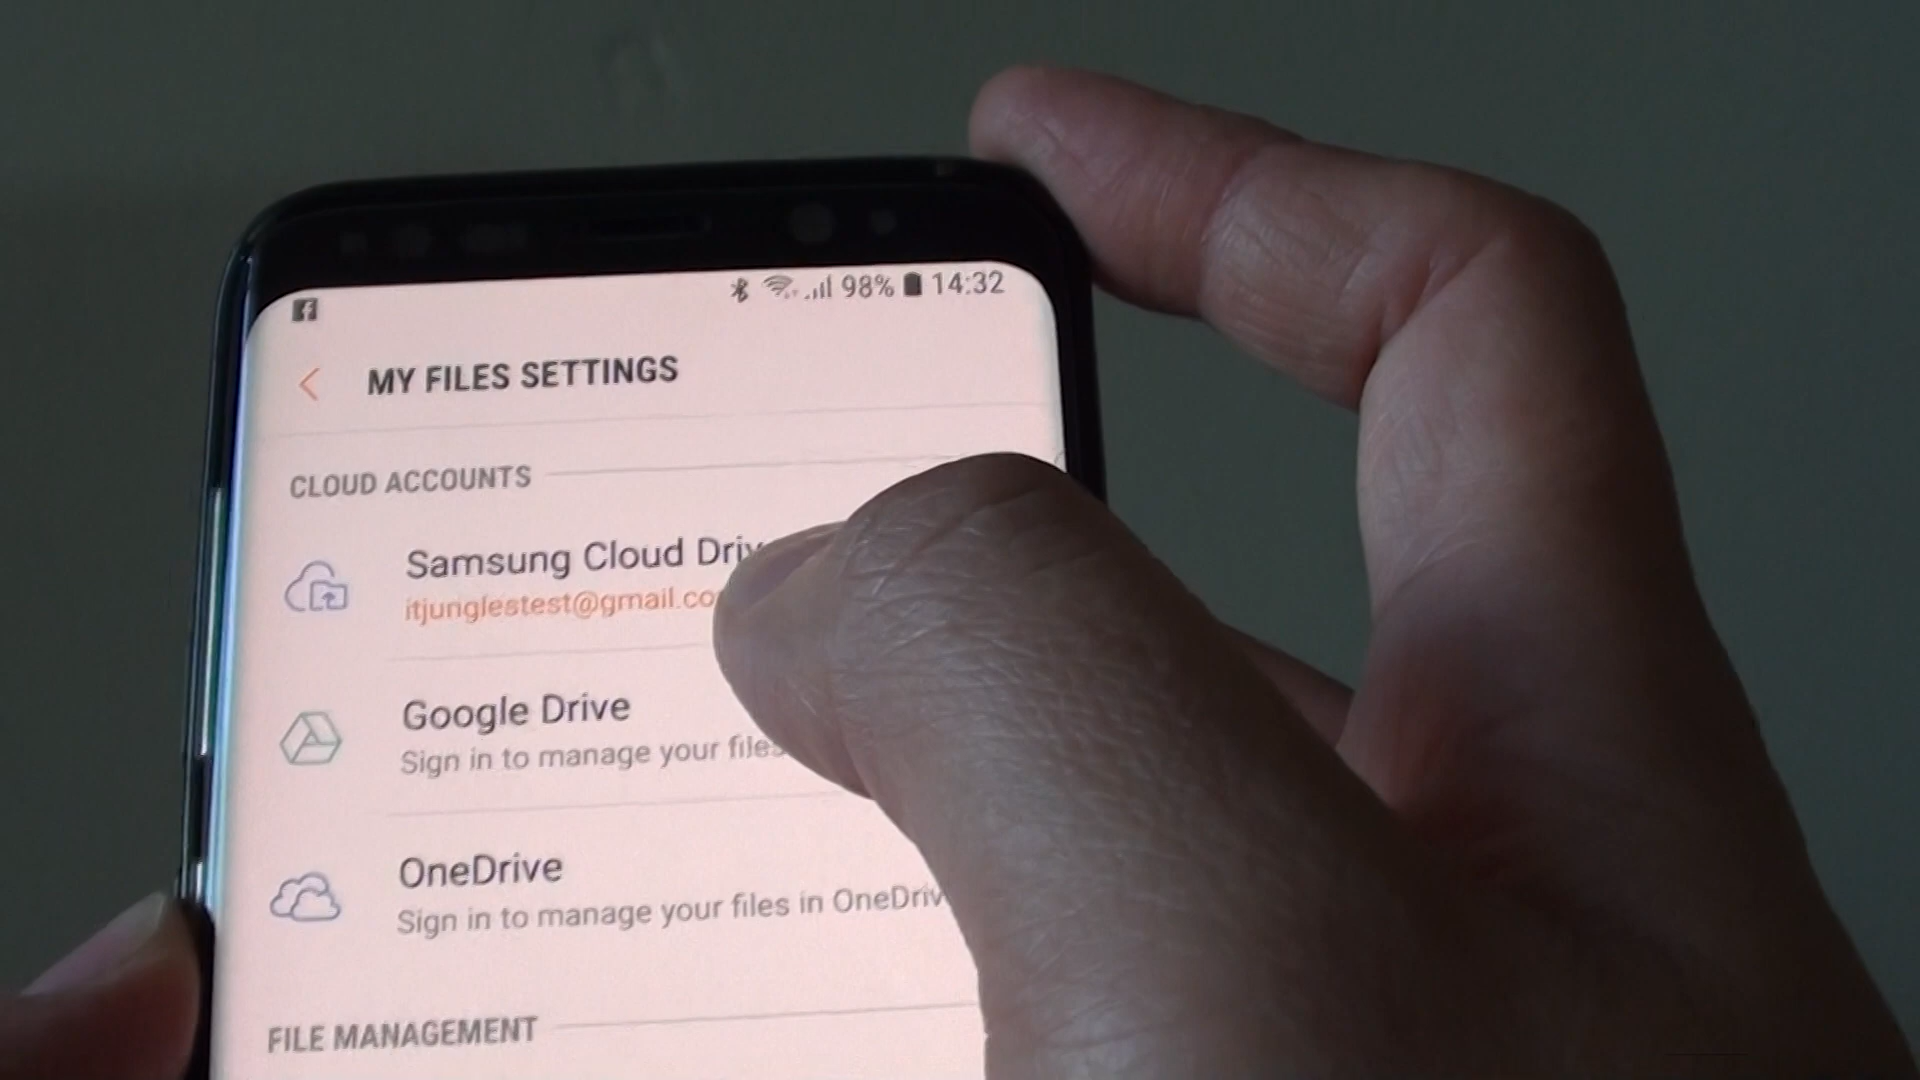 98% 14:32
MY FILES SETTINGS
CLOUD ACCOUNTS
Samsung Cloud
itjunglestest@gmail.co
Google Drive
Sign in to manage your files
OneDrive
Sign in to manage your files in OneDriv
FILE MANAGEMENT